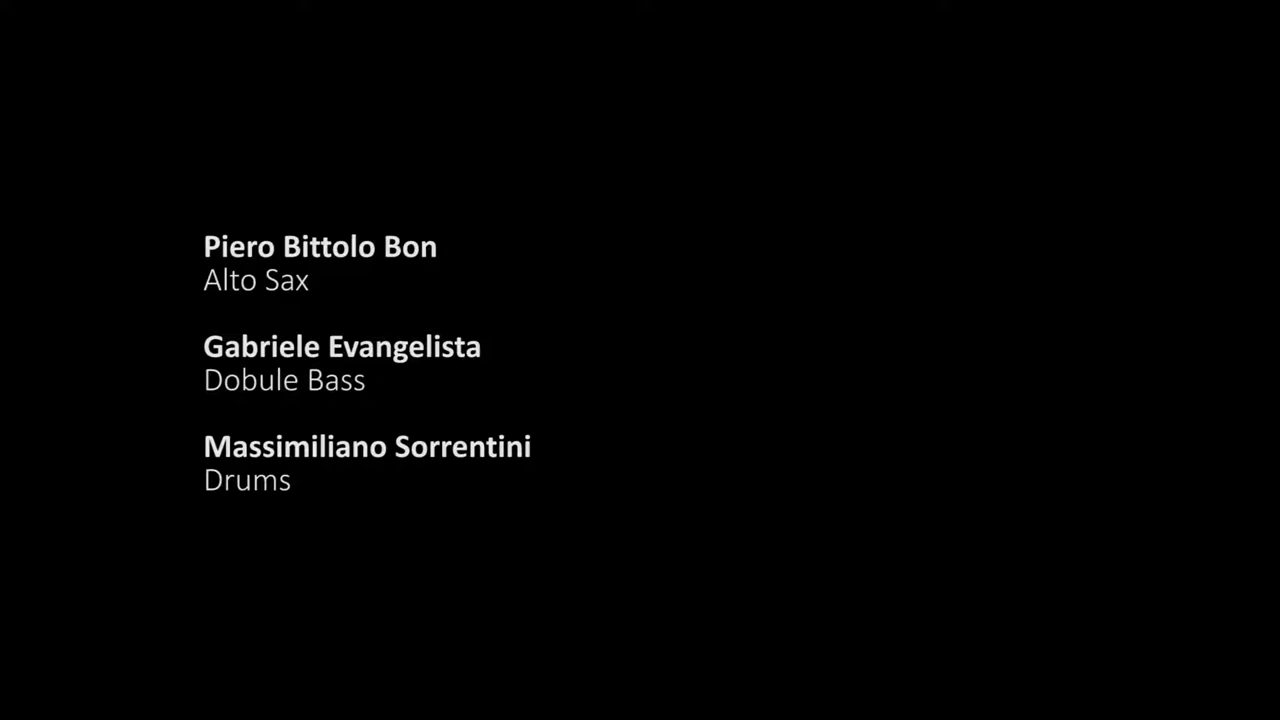 Piero Bittolo Bon
Alto Sax
Gabriele Evangelista
Dobule Bass
Massimiliano Sorrentini
Drums